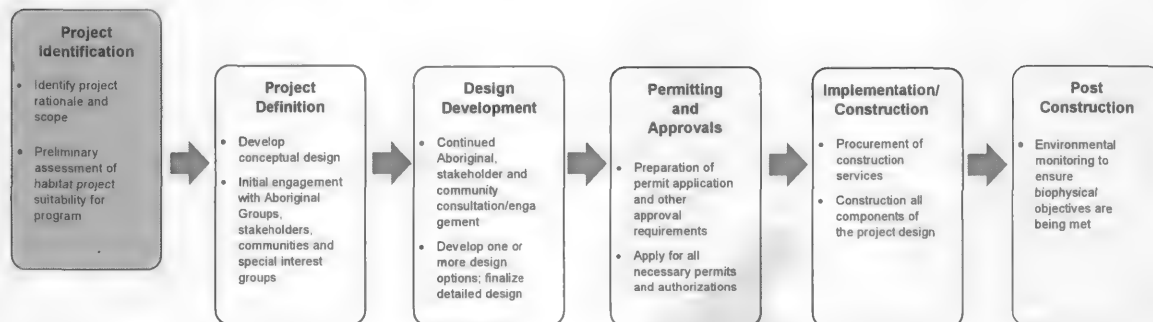 Project
Identification
• Identify project
rationale and
scope
• Preliminary
assessment of
habitat project
suitability for
program
Project
Definition
• Develop
conceptual design
• Initial engagement
with Aboriginal
Groups,
stakeholders,
communities and
special interest
groups
Design
Development
• Continued
Aboriginal,
stakeholder and
community
consultation/enga
gement
• Develop one or
more design
options; finalize
detailed design
Permitting
and
Approvals
• Preparation of
permit application
and other
approval
requirements
• Apply for all
necessary permits
and authorizations
Implementation/
Construction
• Procurement of
construction
services
• Construction all
components of
the project design
Post
Construction
• Environmental
monitoring to
ensure
biophysical
objectives are
being met